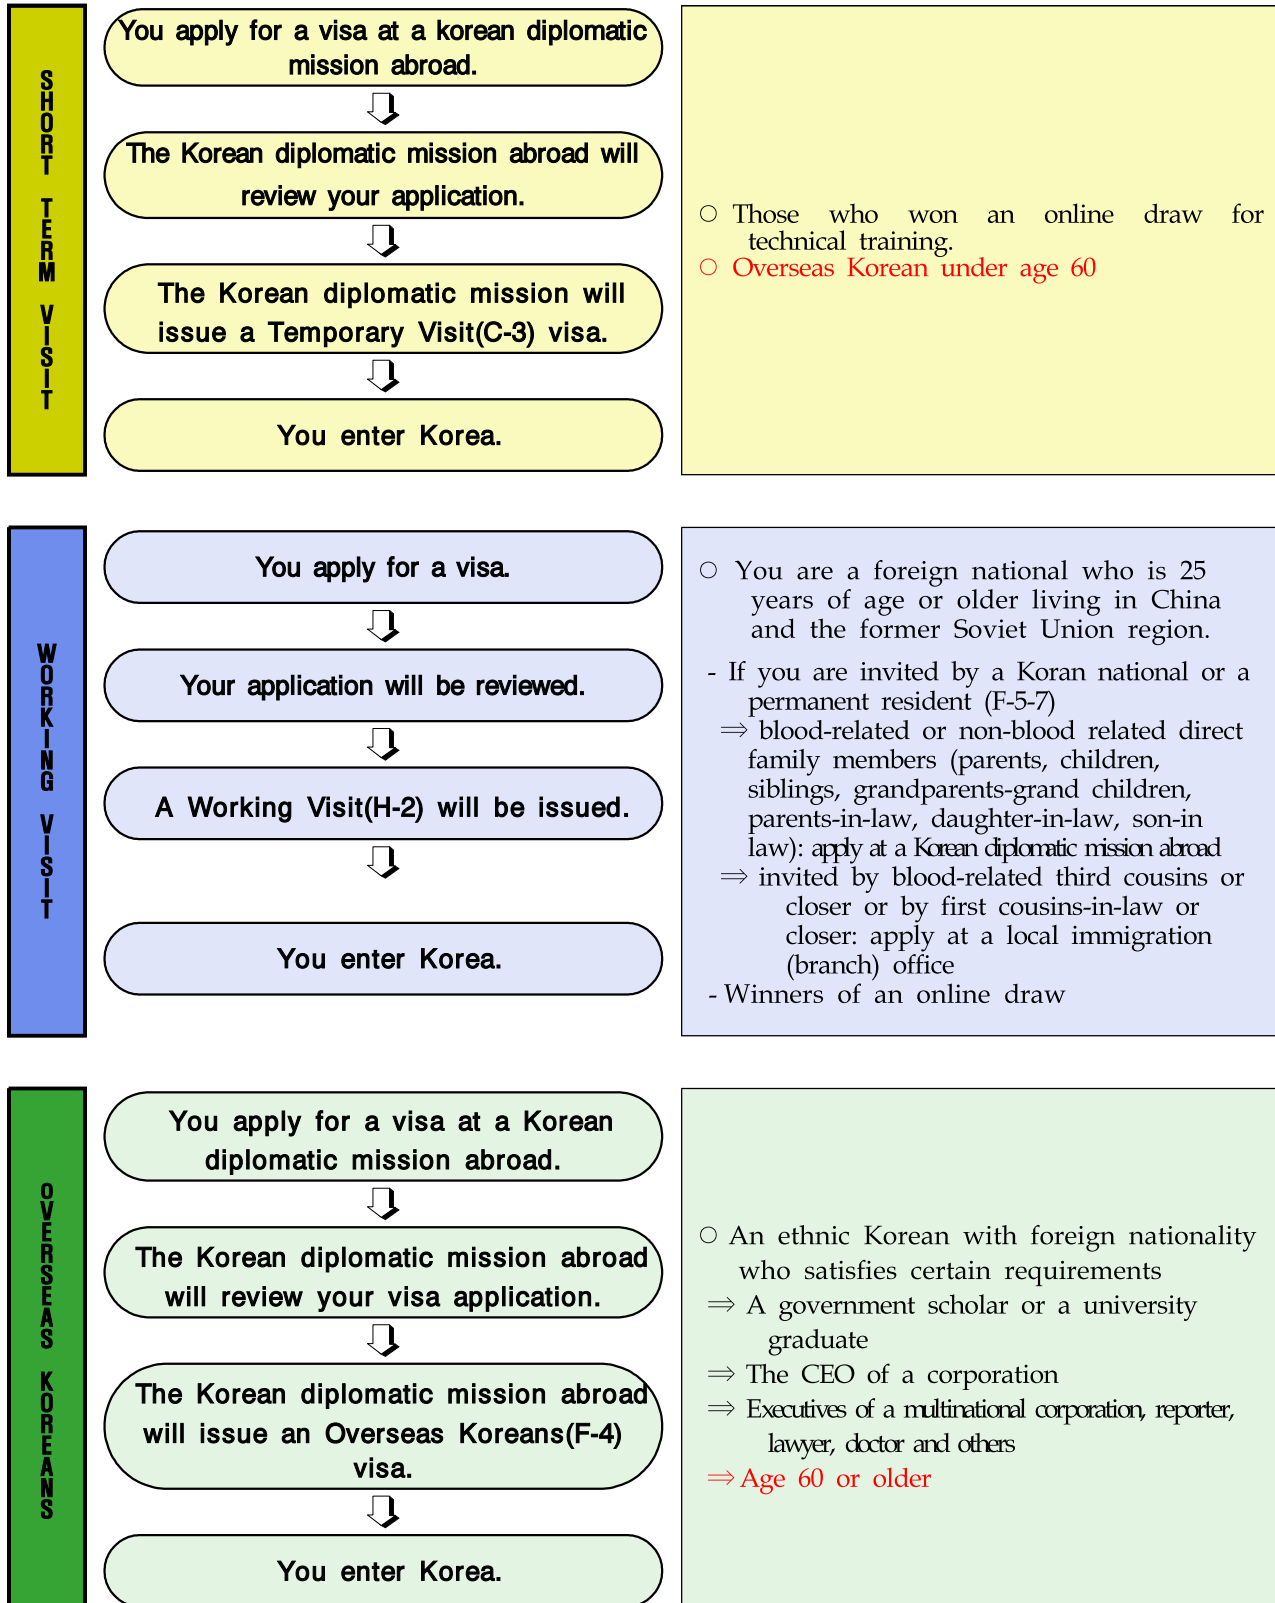 SHORT TERM VISIT
You apply for a visa at a korean diplomatic
mission abroad.
The Korean diplomatic mission abroad will
review your application.
The Korean diplomatic mission will
issue a Temporary Visit(C-3) visa.
You enter Korea.
○ Those who won an online draw for
technical training.
○ Overseas Korean under age 60
WORKING VISIT
You apply for a visa.
Your application will be reviewed.
A Working Visit(H-2) will be issued.
You enter Korea.
○ You are a foreign national who is 25
years of age or older living in China
and the former Soviet Union region.
- If you are invited by a Koran national or a
permanent resident (F-5-7)
⇒ blood-related or non-blood related direct
family members (parents, children,
siblings, grandparents-grand children,
parents-in-law, daughter-in-law, son-in
law): apply at a Korean diplomatic mission abroad
⇒ invited by blood-related third cousins or
closer or by first cousins-in-law or
closer: apply at a local immigration
(branch) office
- Winners of an online draw
OVERSEAS KOREANS
You apply for a visa at a Korean
diplomatic mission abroad.
The Korean diplomatic mission abroad
will review your visa application.
The Korean diplomatic mission abroad
will issue an Overseas Koreans(F-4)
visa.
You enter Korea.
○ An ethnic Korean with foreign nationality
who satisfies certain requirements
⇒ A government scholar or a university
graduate
⇒ The CEO of a corporation
⇒ Executives of a multinational corporation, reporter,
lawyer, doctor and others
⇒ Age 60 or older